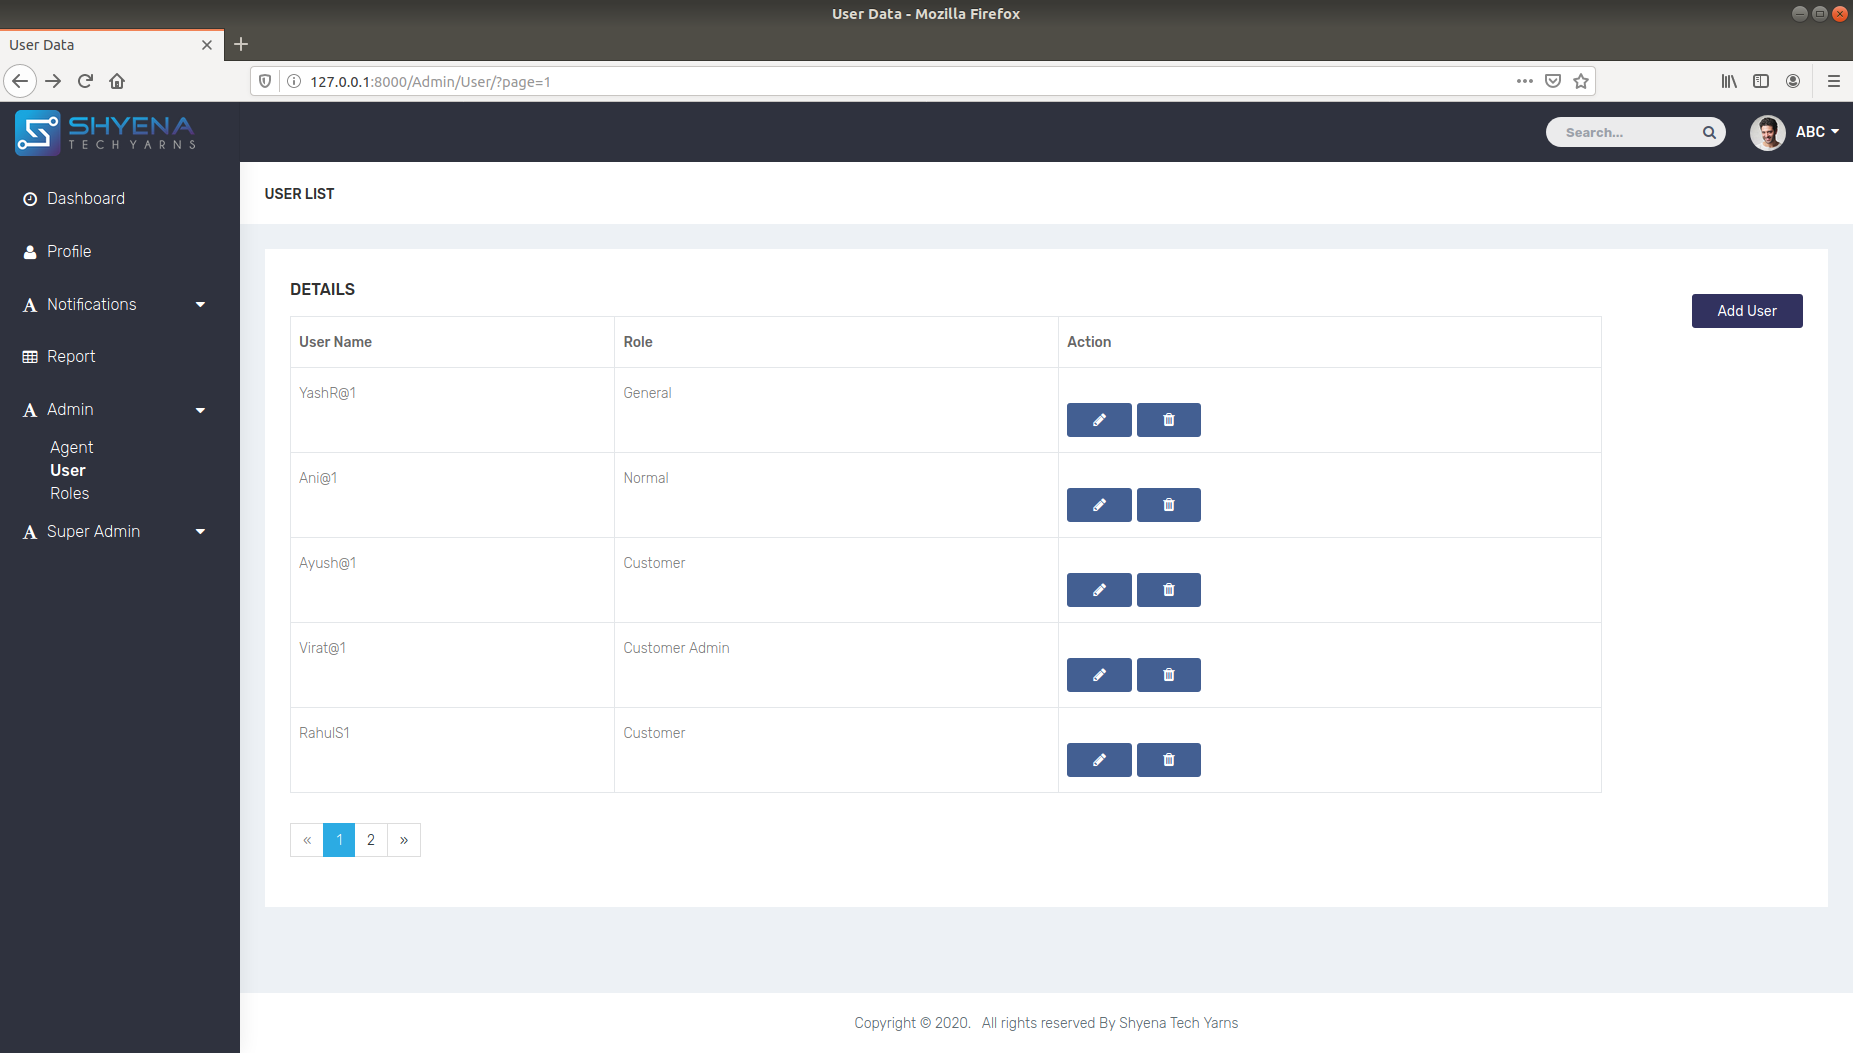 User Data - Mozilla Firefox
User Data
127.0.0.1:8000/Admin/User/?page=1
SHYENA
TECH YARNS
Search...
ABC
Dashboard
Profile
Notifications
Report
Admin
Agent
User
Roles
Super Admin
USER LIST
DETAILS
Add User
User Name Role Action
YashR@1 General
Ani@1 Normal
Ayush@1 Customer
Virat@1 Customer Admin
RahulS1 Customer
« 1 2 »
Copyright © 2020. All rights reserved By Shyena Tech Yarns